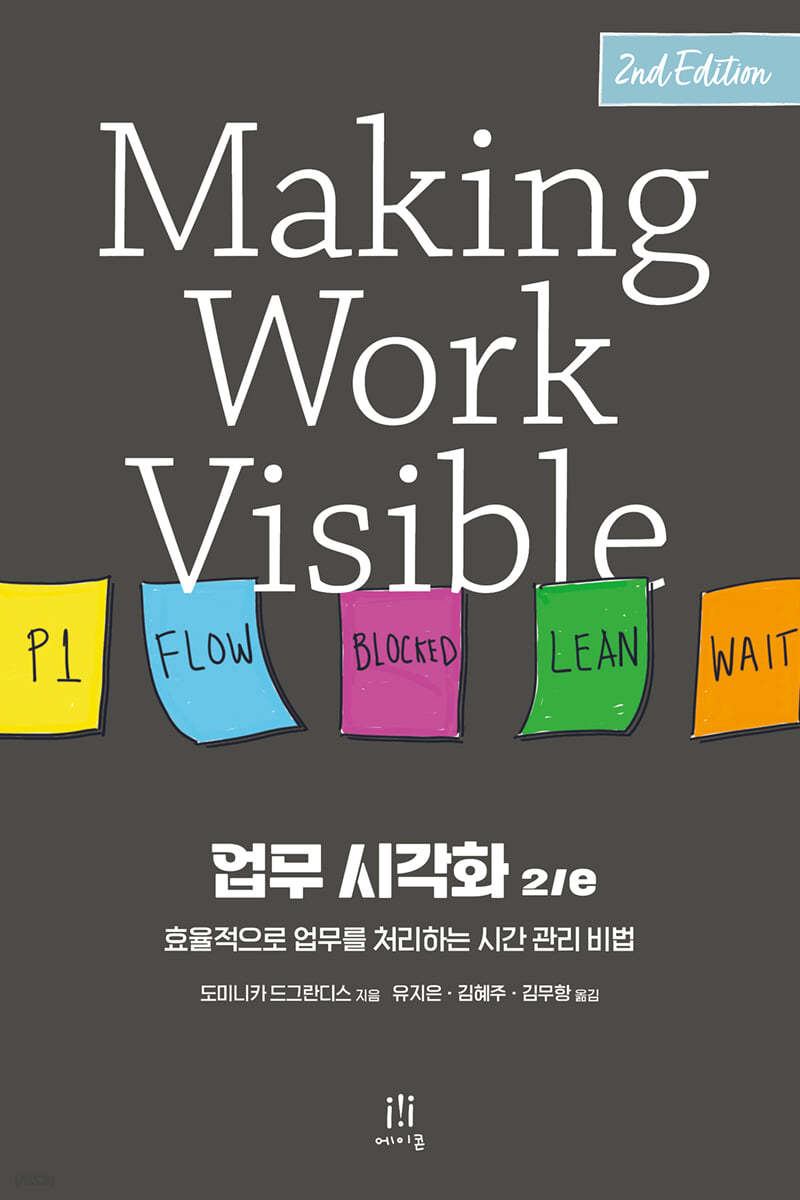 2nd Edition
Making
Work
Visible
P1
FLOW
BLOCKED
LEAN
WAIT
업무 시각화 2/e
효율적으로 업무를 처리하는 시간 관리 비법
도미니카 드그란디스 지음 유지은 · 김혜주 · 김무항 옮김
에이콘